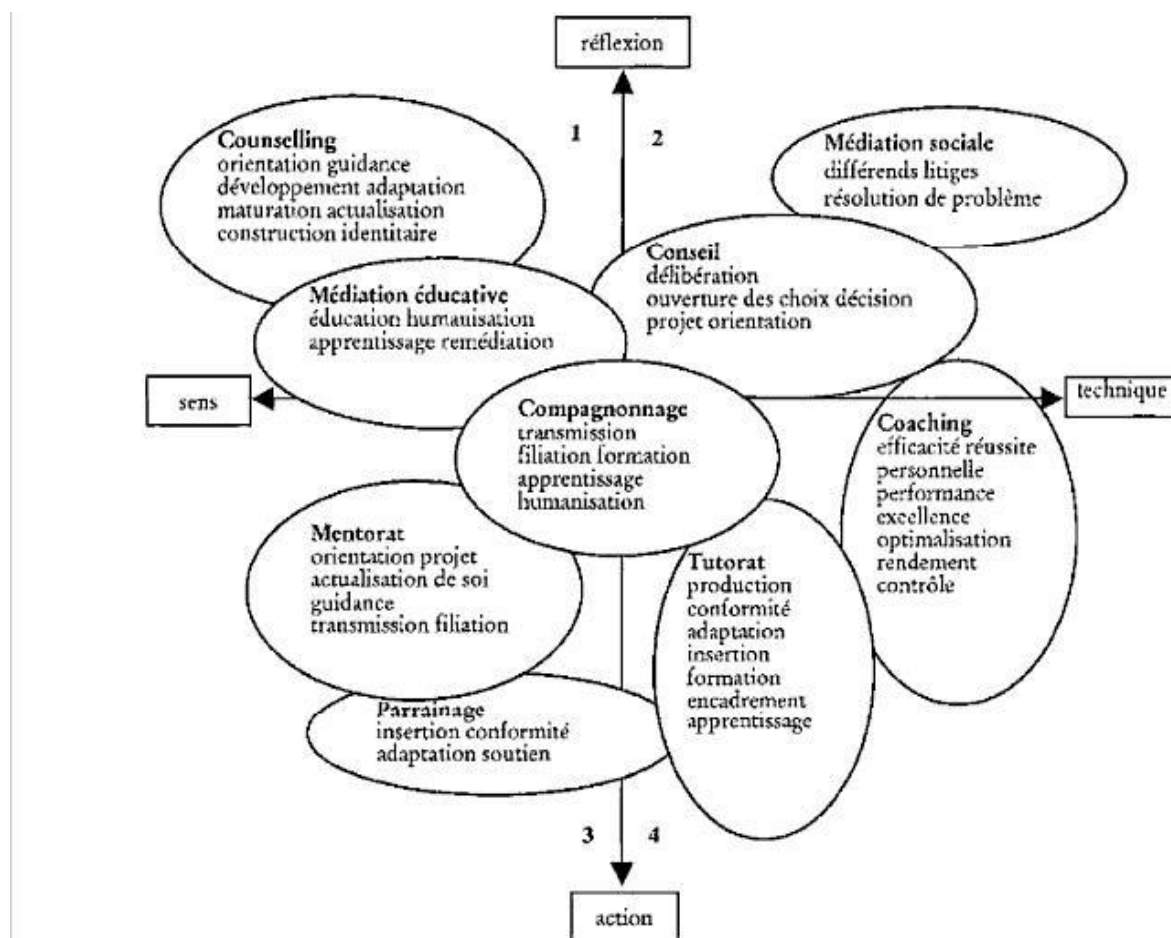 réflexion
1
2
Counselling
orientation guidance
développement adaptation
maturation actualisation
construction identitaire
Médiation sociale
différends litiges
résolution de problème
Conseil
délibération
ouverture des choix décision
projet orientation
Médiation éducative
éducation humanisation
apprentissage remédiation
sens
technique
Compagnonnage
transmission
filiation formation
apprentissage
humanisation
Coaching
efficacité réussite
personnelle
performance
excellence
optimalisation
rendement
contrôle
Mentorat
orientation projet
actualisation de soi
guidance
transmission filiation
Tutorat
production
conformité
adaptation
insertion
formation
encadrement
apprentissage
Parrainage
insertion conformité
adaptation soutien
3
4
action